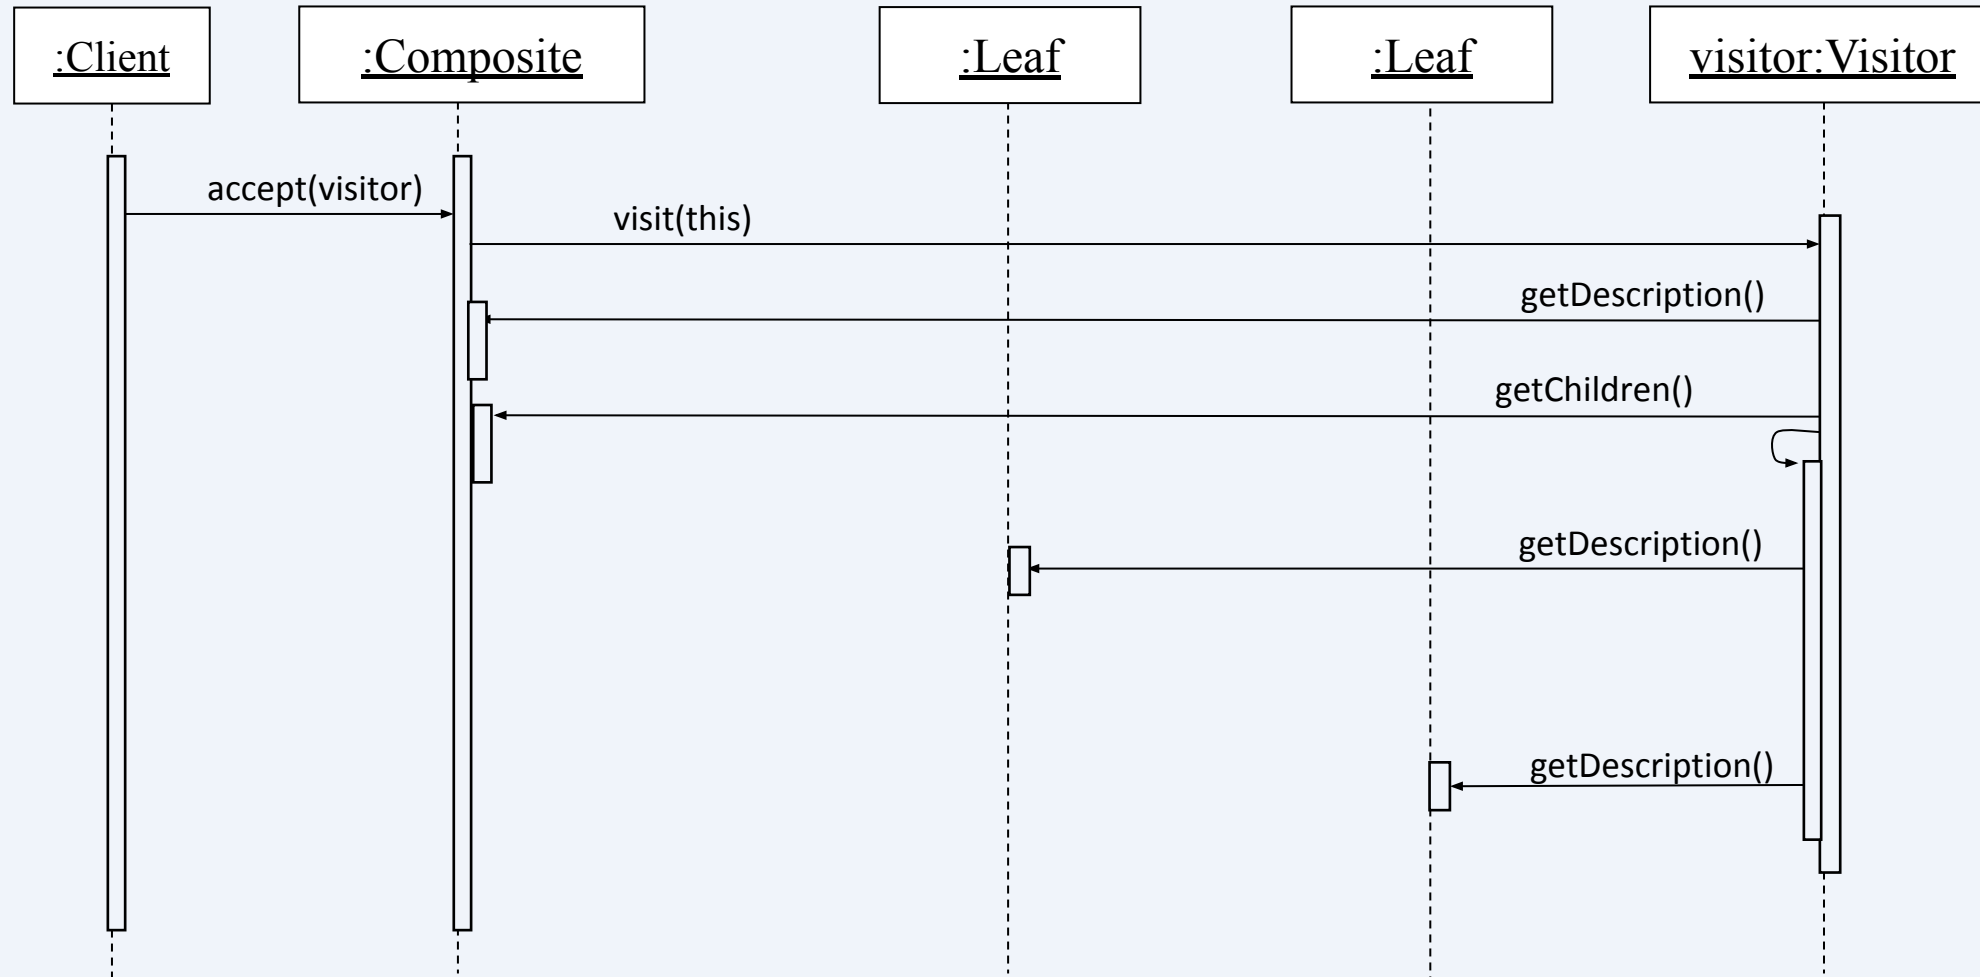 :Client
:Composite
:Leaf
:Leaf
visitor:Visitor
accept(visitor)
visit(this)
getDescription()
getChildren()
getDescription()
getDescription()